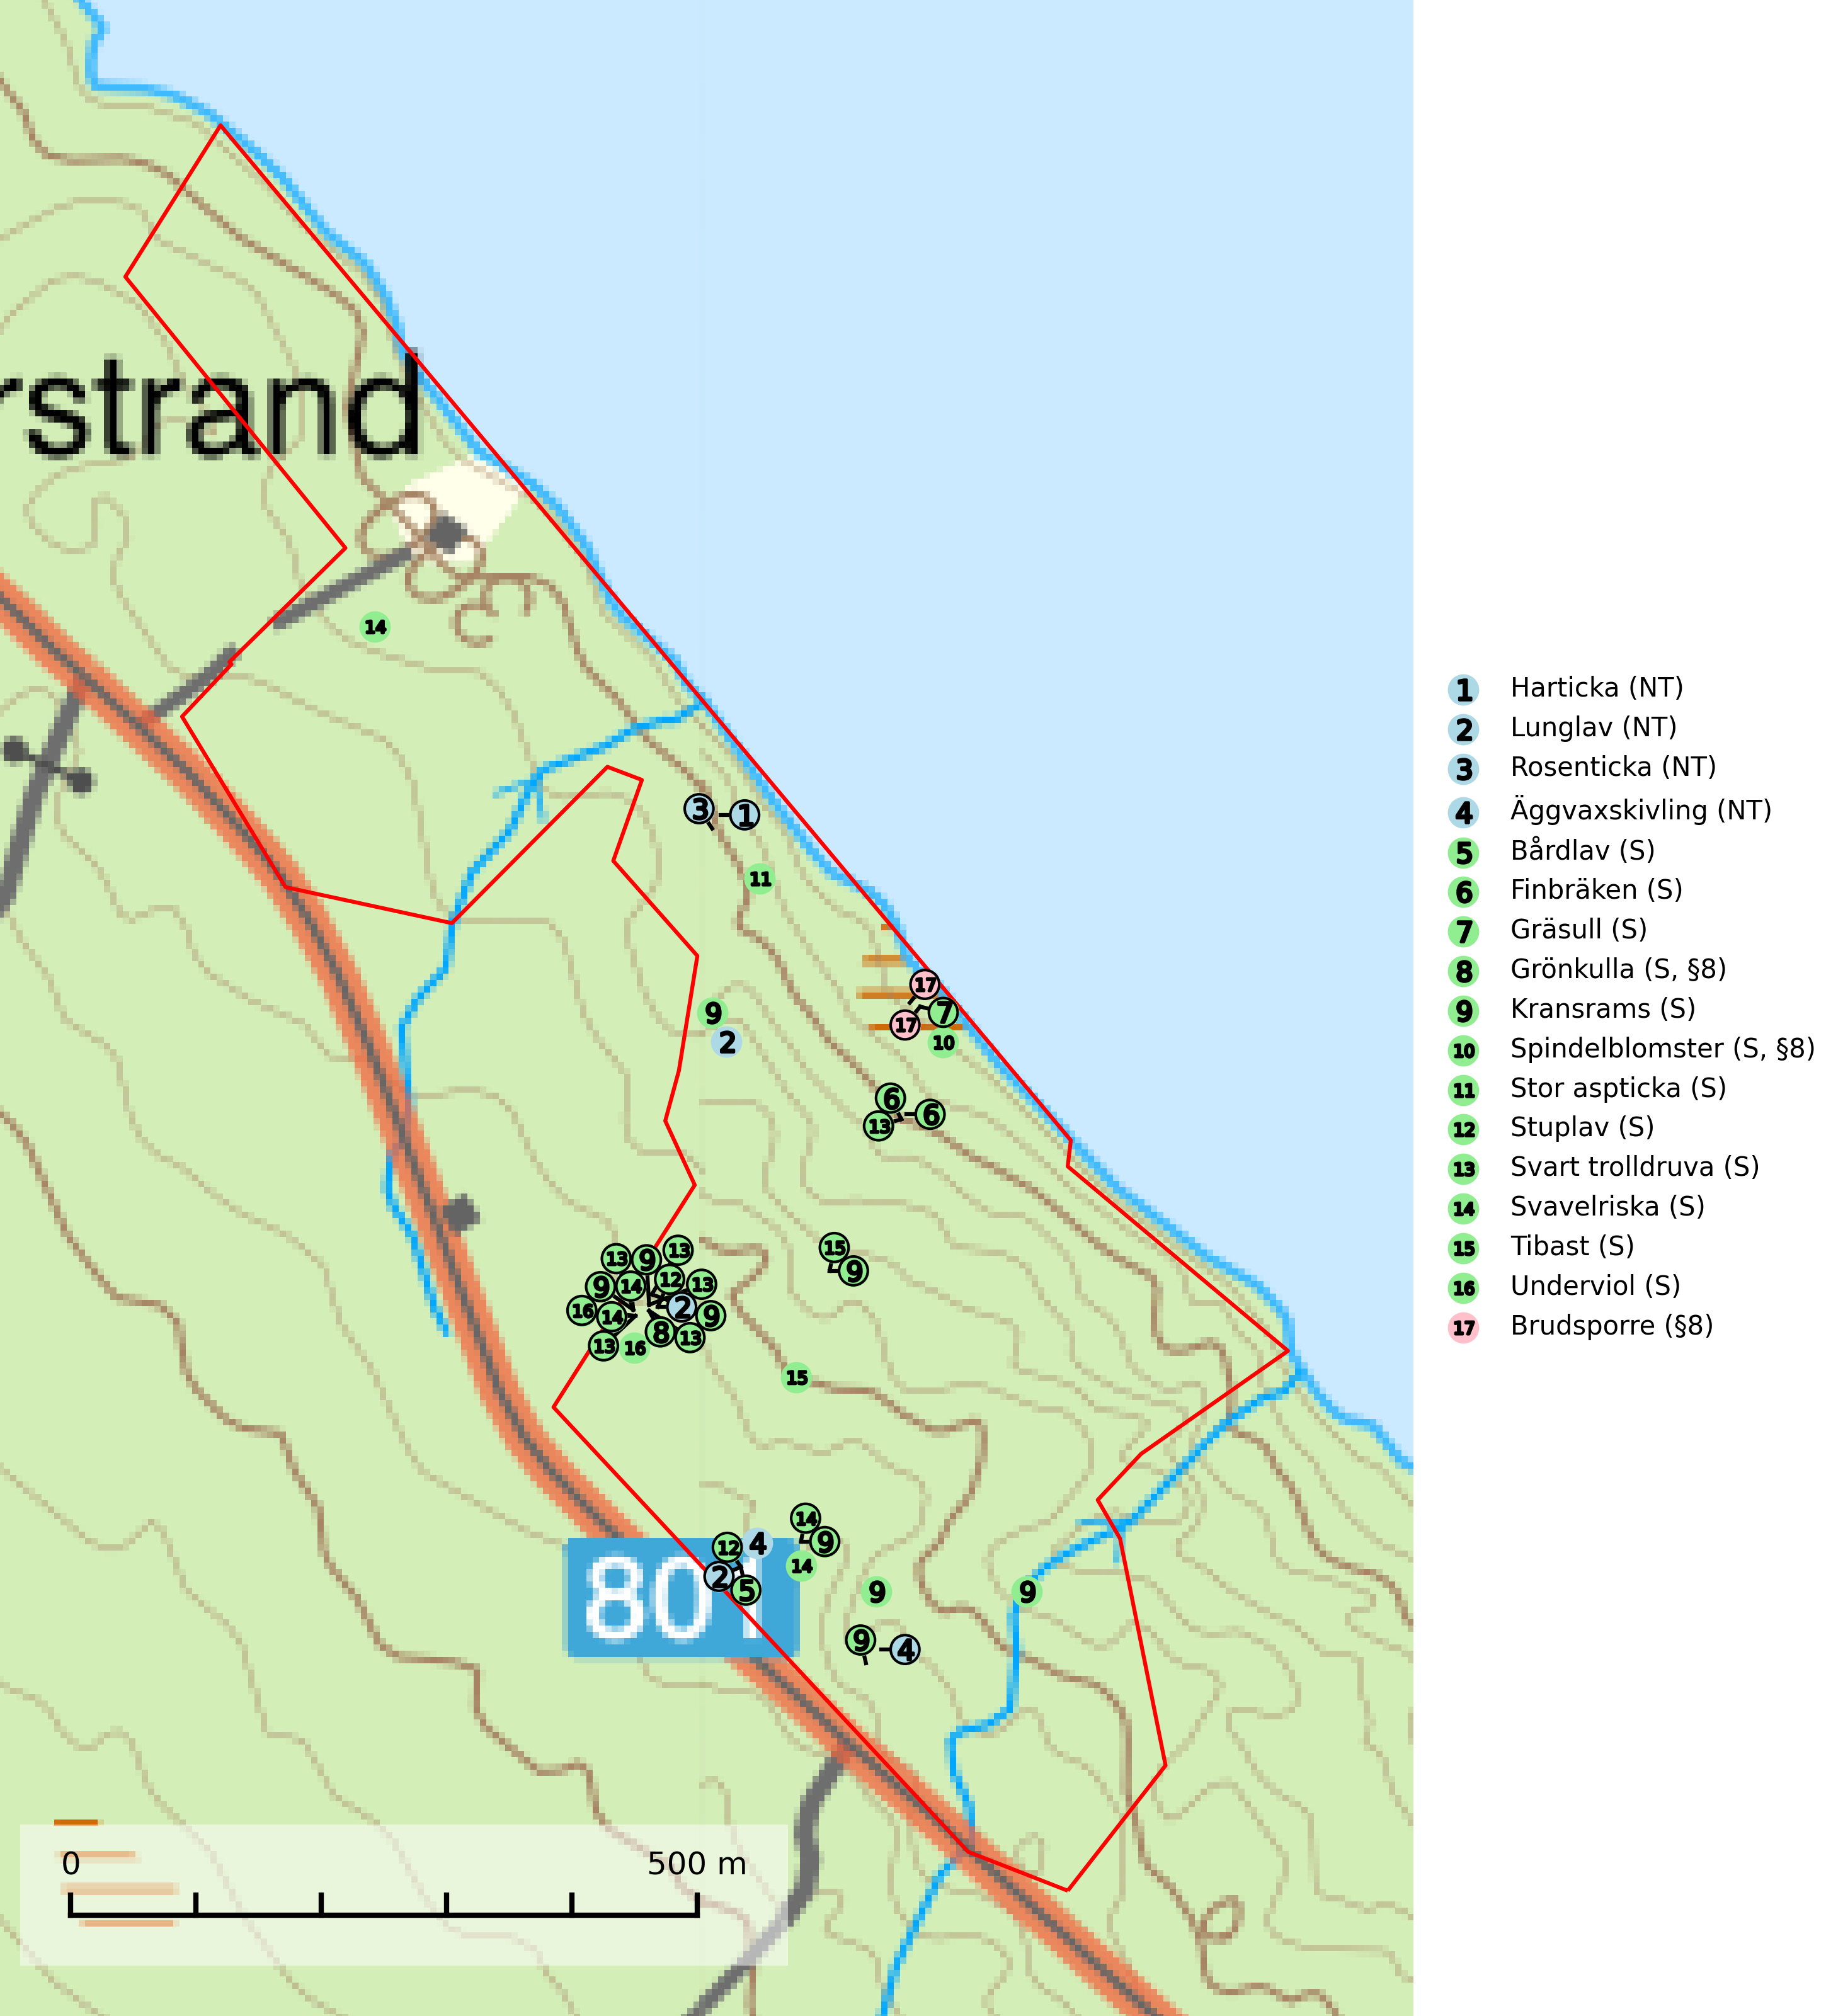 rstrand
14
3 1
11
17
9
7
2
17
10
6
6
13
13 9 13
15
9
9 14 12 13
16 14 2 9
8 13
13 16
15
14
12 4 9
14
2 5
801
9
9
9 4
0 500 m
1 Harticka (NT)
2 Lunglav (NT)
3 Rosenticka (NT)
4 Äggvaxskivling (NT)
5 Bårdlav (S)
6 Finbräken (S)
7 Gräsull (S)
8 Grönkulla (S, §8)
9 Kransrams (S)
10 Spindelblomster (S, §8)
11 Stor aspticka (S)
12 Stuplav (S)
13 Svart trolldruva (S)
14 Svavelriska (S)
15 Tibast (S)
16 Underviol (S)
17 Brudsporre (§8)